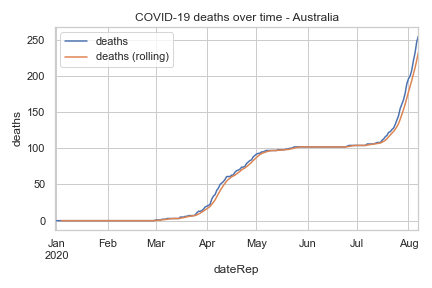 COVID-19 deaths over time - Australia
deaths
deaths (rolling)
250
200
150
100
50
0
deaths
Jan
2020
Feb
Mar
Apr
May
Jun
Jul
Aug
dateRep